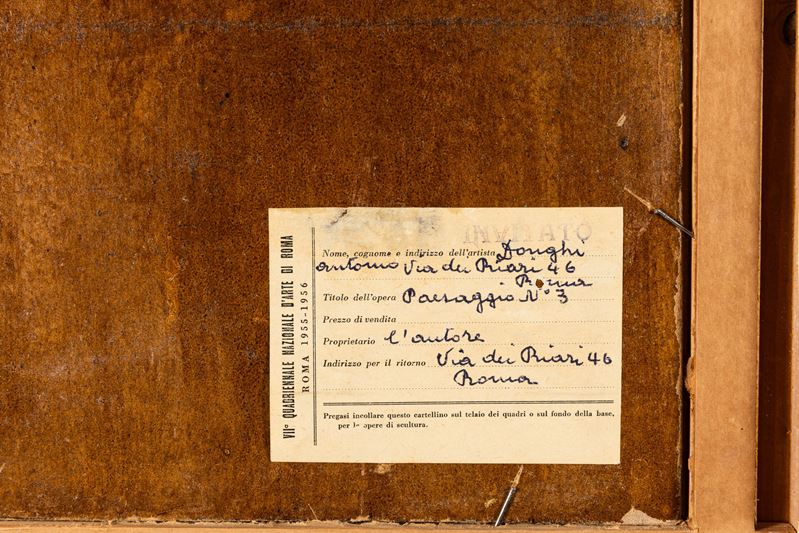 VIIª QUADRIENNALE NAZIONALE D'ARTE DI ROMA
ROMA 1955-1956
INVITATO
Nome, cognome e indirizzo dell'artista Donghi
antonio Via dei Riari 46
Roma
Titolo dell'opera Paesaggio N° 3
Prezzo di vendita
Proprietario l'autore
Indirizzo per il ritorno Via dei Riari 46
Roma
Pregasi incollare questo cartellino sul telaio dei quadri o sul fondo della base,
per le opere di scultura.